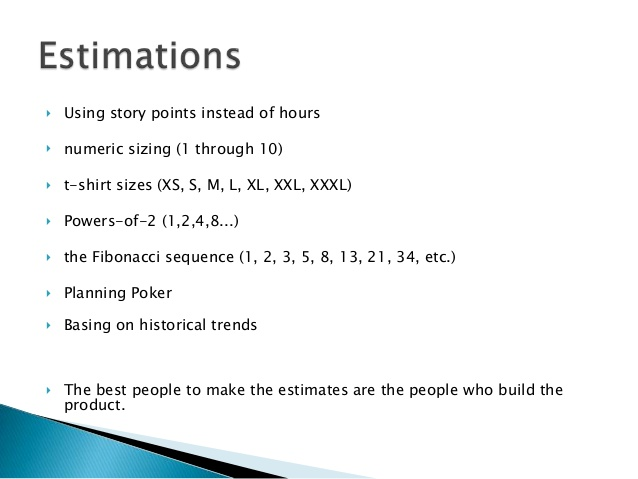 Estimations
Using story points instead of hours
numeric sizing (1 through 10)
t-shirt sizes (XS, S, M, L, XL, XXL, XXXL)
Powers-of-2 (1,2,4,8...)
the Fibonacci sequence (1, 2, 3, 5, 8, 13, 21, 34, etc.)
Planning Poker
Basing on historical trends
The best people to make the estimates are the people who build the
product.